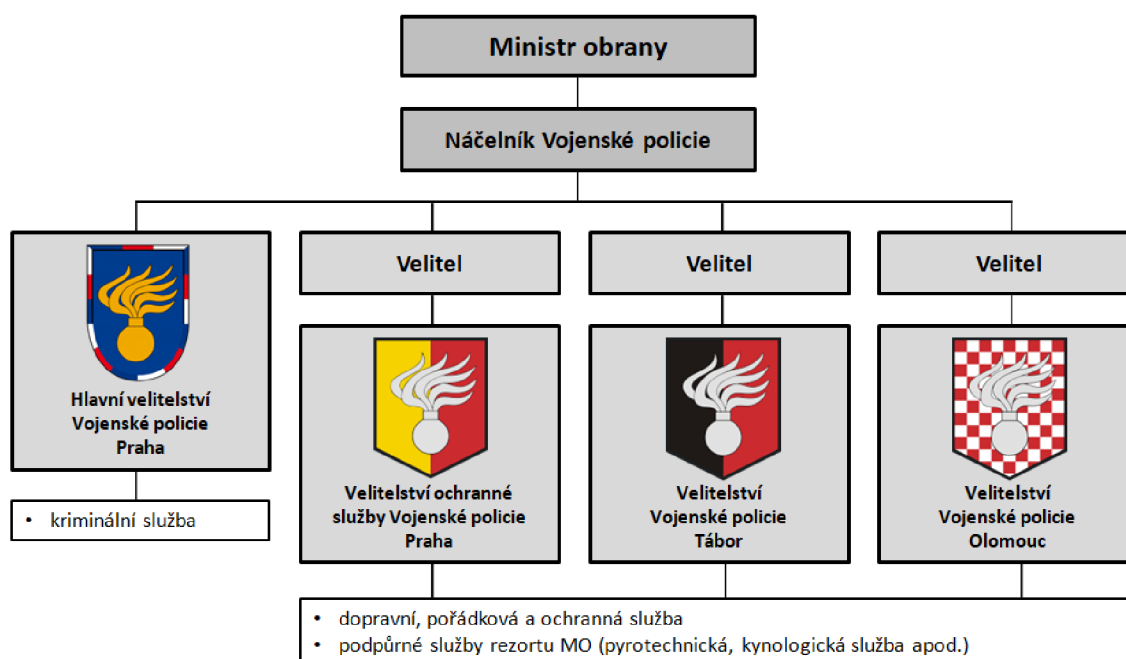 Ministr obrany
Náčelník Vojenské policie
Hlavní velitelství
Vojenské policie
Praha
• kriminální služba
Velitel
Velitelství ochranné
služby Vojenské policie
Praha
Velitel
Velitelství
Vojenské policie
Tábor
Velitel
Velitelství
Vojenské policie
Olomouc
• dopravní, pořádková a ochranná služba
• podpůrné služby rezortu MO (pyrotechnická, kynologická služba apod.)